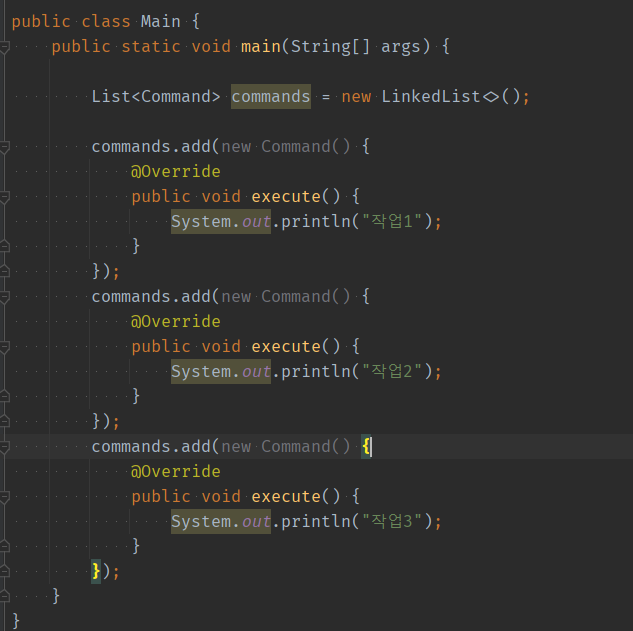 public class Main {
public static void main(String[] args) {
List<Command> commands = new LinkedList<>();
commands.add(new Command() {
@Override
public void execute() {
System.out.println("작업1");
}
});
commands.add(new Command() {
@Override
public void execute() {
System.out.println("작업2");
}
});
commands.add(new Command() {
@Override
public void execute() {
System.out.println("작업3");
}
});
}
}